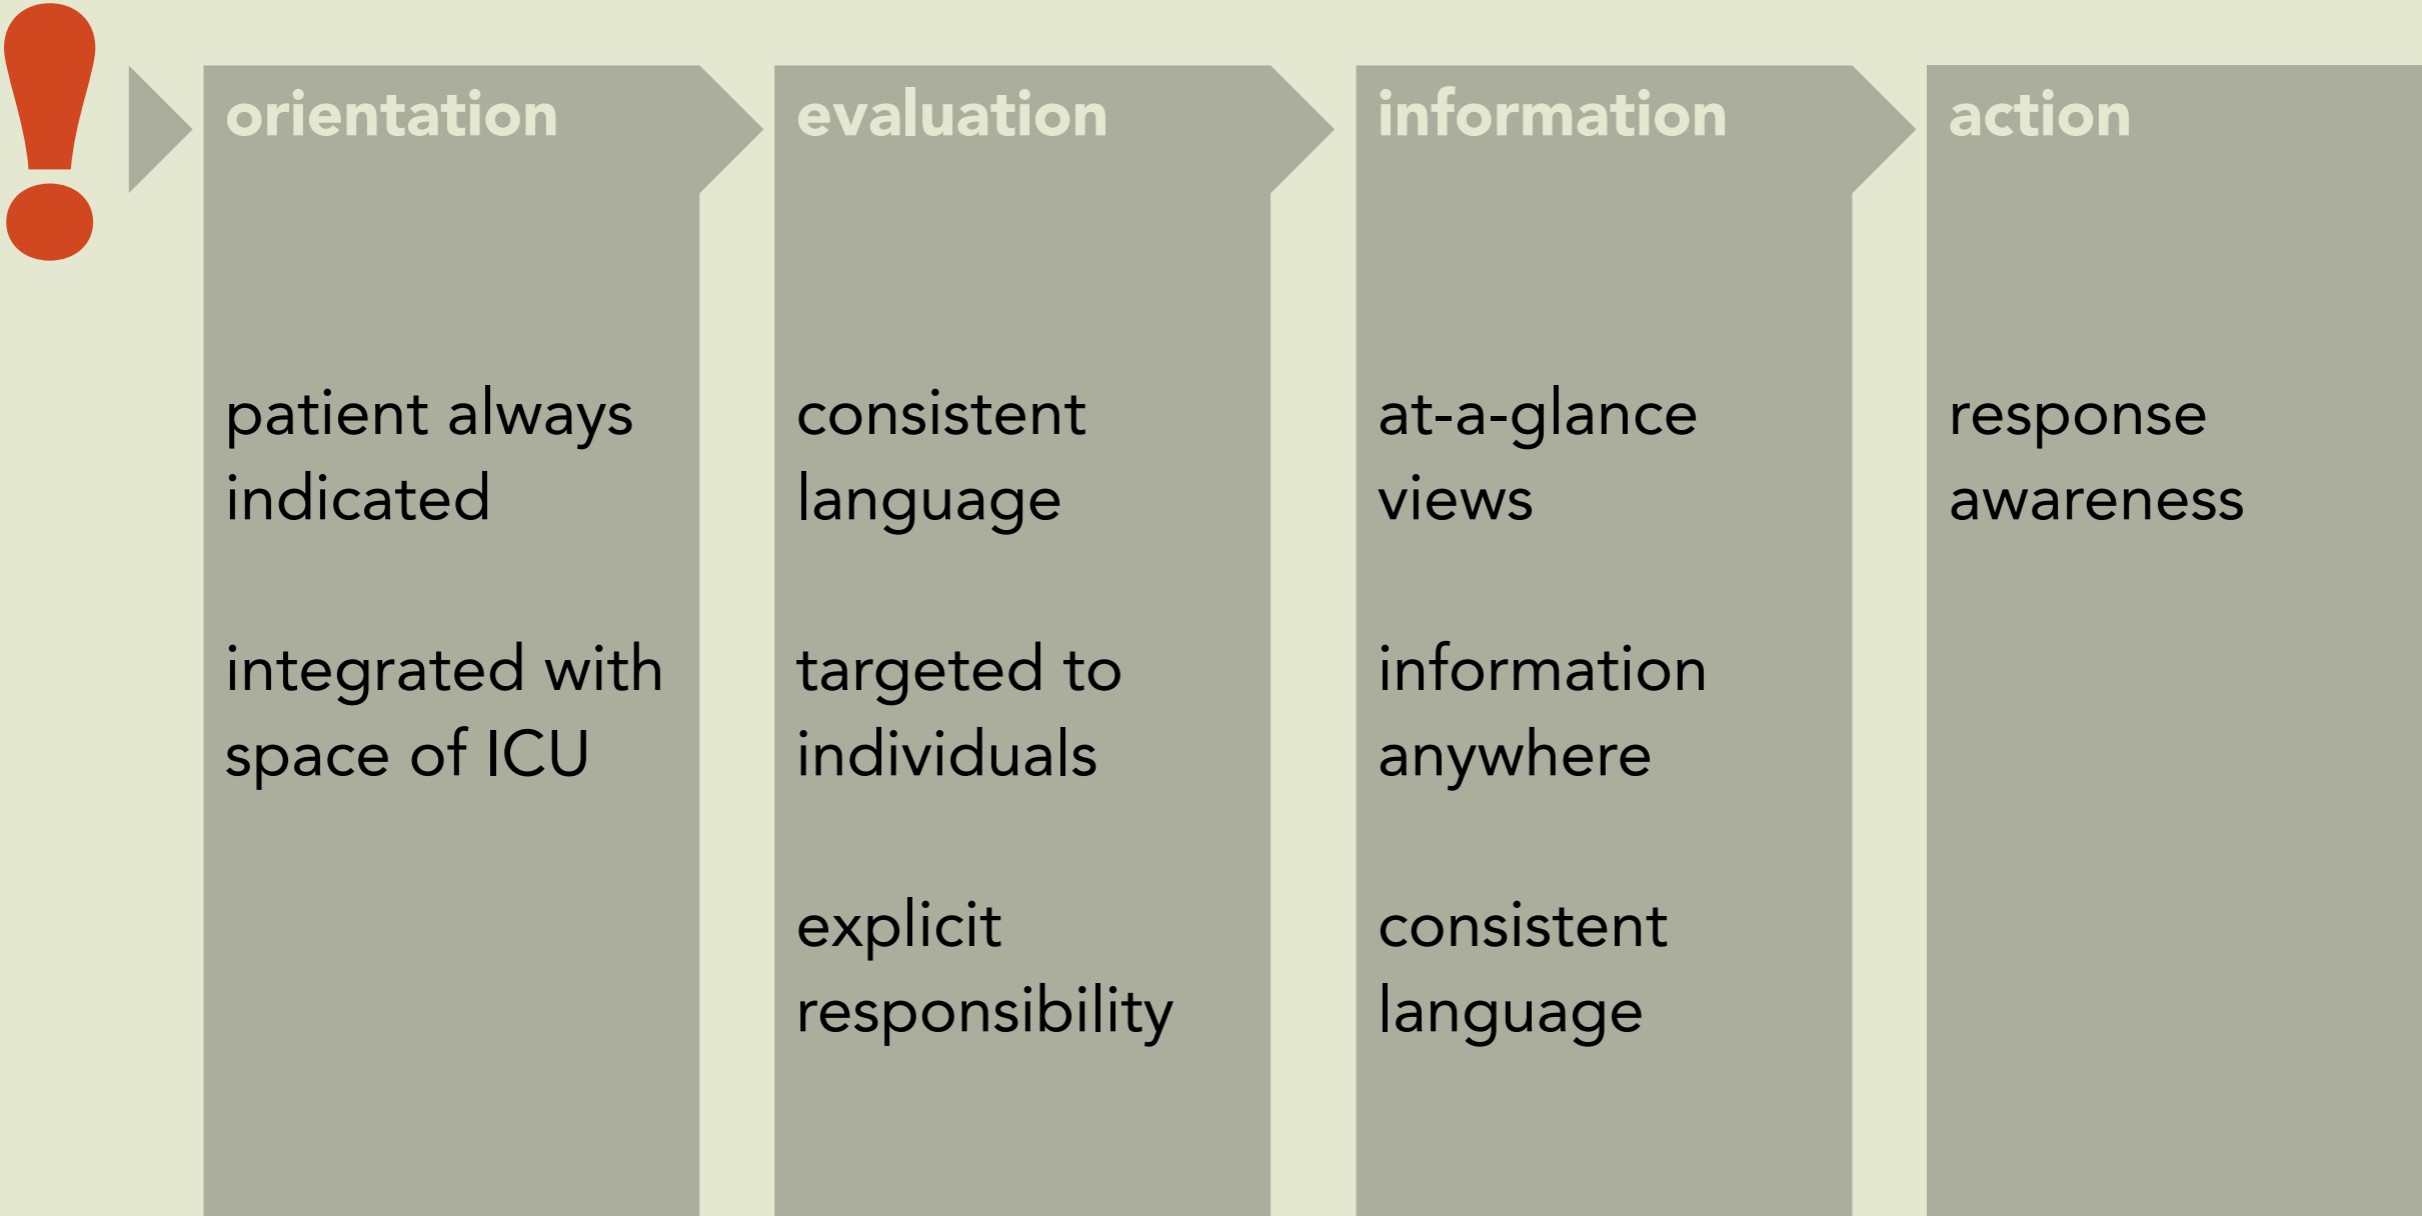 !
orientation
patient always
indicated
integrated with
space of ICU
evaluation
consistent
language
targeted to
individuals
explicit
responsibility
information
at-a-glance
views
information
anywhere
consistent
language
action
response
awareness